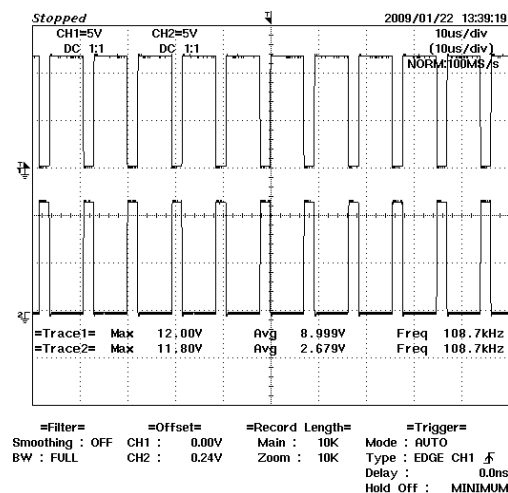 Stopped 2009/01/22 13:39:19
CH1=5V CH2=5V 10us/div
DC 1:1 DC 1:1 (10us/div)
NORM:100MS/s
=Trace1= Max 12.00V Avg 8.999V Freq 108.7kHz
=Trace2= Max 11.80V Avg 2.679V Freq 108.7kHz
=Filter= =Offset= =Record Length= =Trigger=
Smoothing : OFF CH1 : 0.00V Main : 10K Mode : AUTO
BW : FULL CH2 : 0.24V Zoom : 10K Type : EDGE CH1
Delay : 0.0ns
Hold Off : MINIMUM